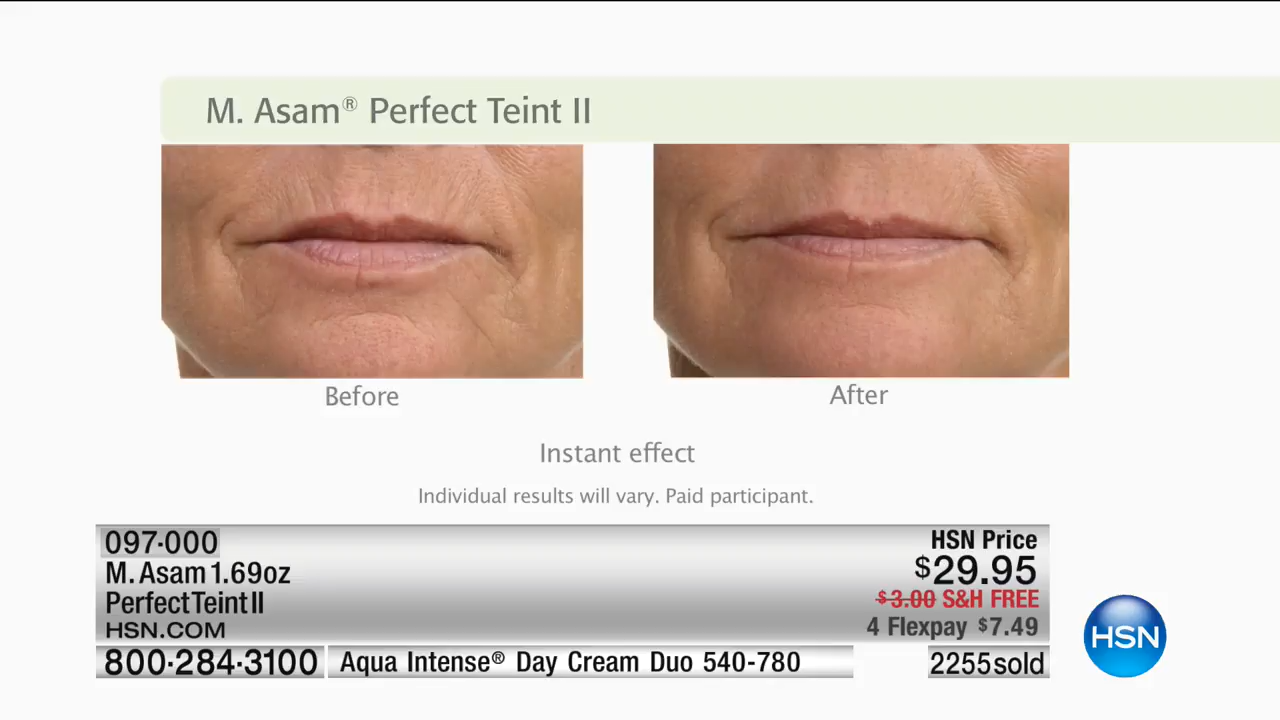 M. Asam® Perfect Teint II
Before
After
Instant effect
Individual results will vary. Paid participant.
097-000
M. Asam 1.69oz
Perfect Teint II
HSN.COM
HSN Price
$29.95
$3.00 S&H FREE
4 Flexpay $7.49
HSN
800·284·3100
Aqua Intense® Day Cream Duo 540-780
2255 sold